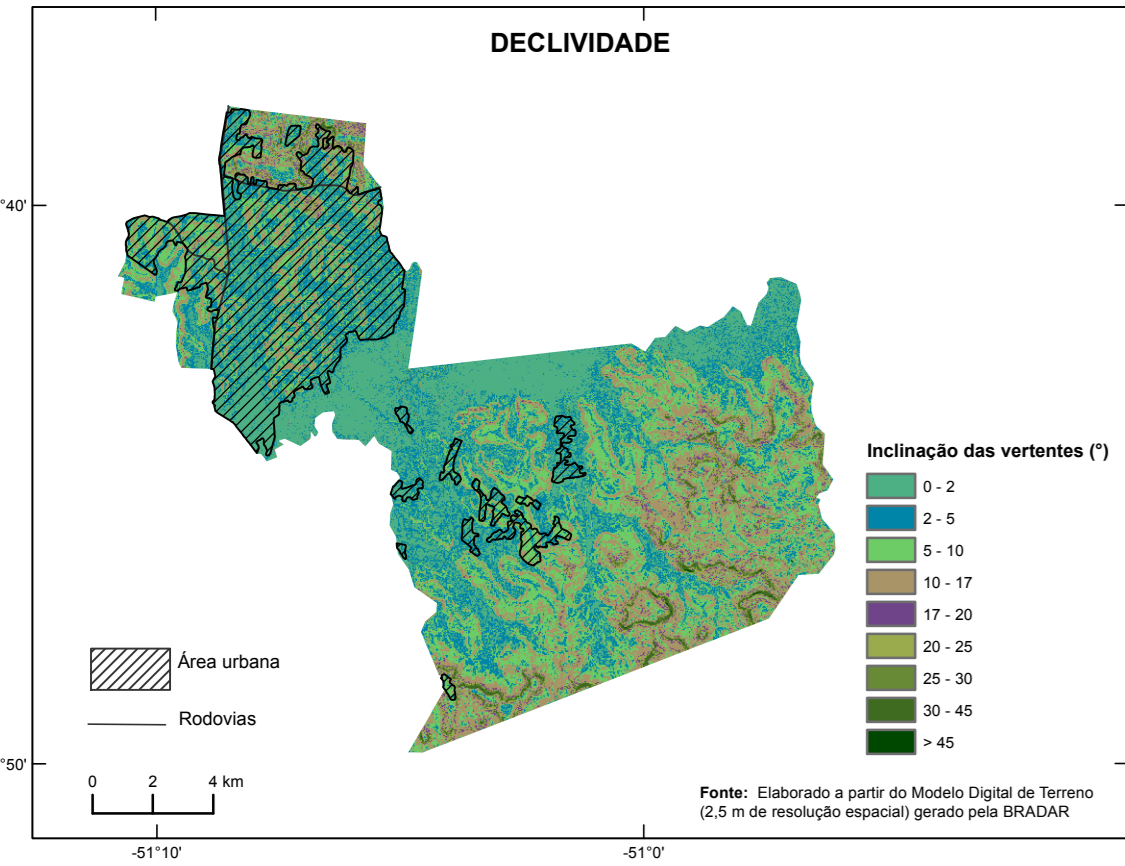 DECLIVIDADE
°40'
Inclinação das vertentes (°)
0 - 2
2 - 5
5 - 10
10 - 17
17 - 20
20 - 25
25 - 30
30 - 45
> 45
Área urbana
Rodovias
°50'
0 2 4 km
Fonte: Elaborado a partir do Modelo Digital de Terreno
(2,5 m de resolução espacial) gerado pela BRADAR
-51°10' -51°0'